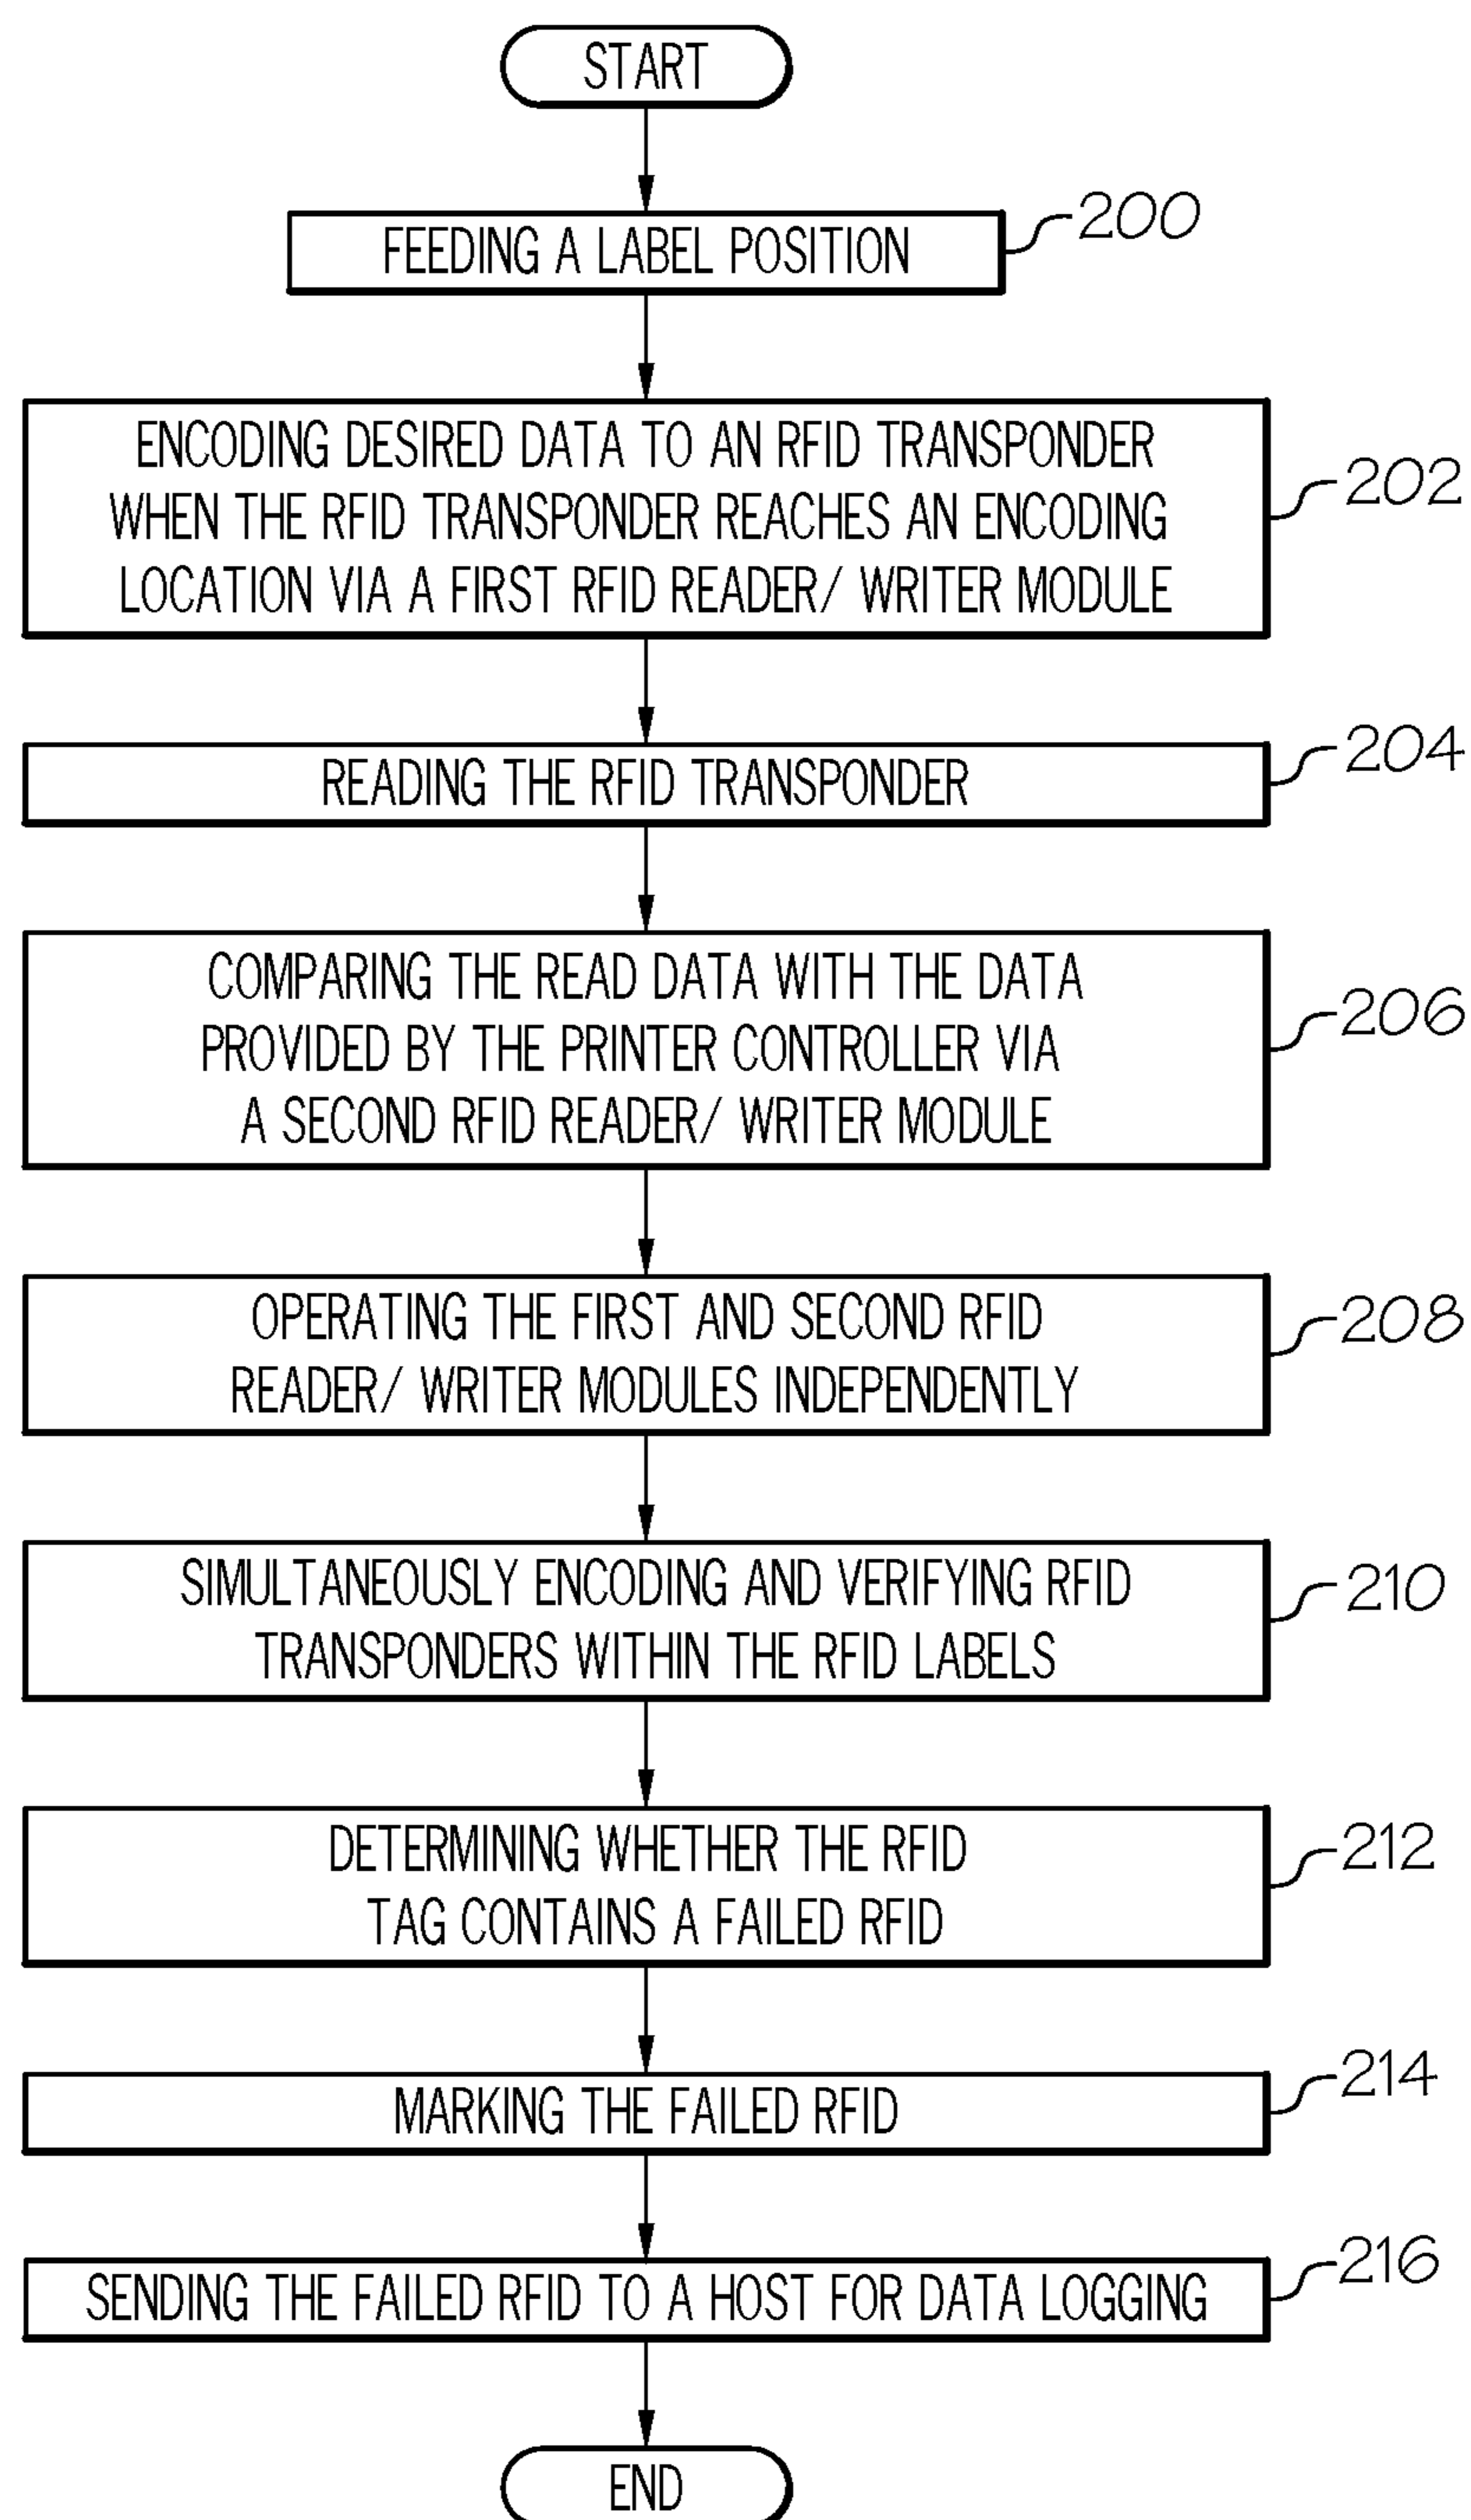 START
FEEDING A LABEL POSITION
200
ENCODING DESIRED DATA TO AN RFID TRANSPONDER
WHEN THE RFID TRANSPONDER REACHES AN ENCODING
LOCATION VIA A FIRST RFID READER/ WRITER MODULE
202
READING THE RFID TRANSPONDER
204
COMPARING THE READ DATA WITH THE DATA
PROVIDED BY THE PRINTER CONTROLLER VIA
A SECOND RFID READER/ WRITER MODULE
206
OPERATING THE FIRST AND SECOND RFID
READER/ WRITER MODULES INDEPENDENTLY
208
SIMULTANEOUSLY ENCODING AND VERIFYING RFID
TRANSPONDERS WITHIN THE RFID LABELS
210
DETERMINING WHETHER THE RFID
TAG CONTAINS A FAILED RFID
212
MARKING THE FAILED RFID
214
SENDING THE FAILED RFID TO A HOST FOR DATA LOGGING
216
END